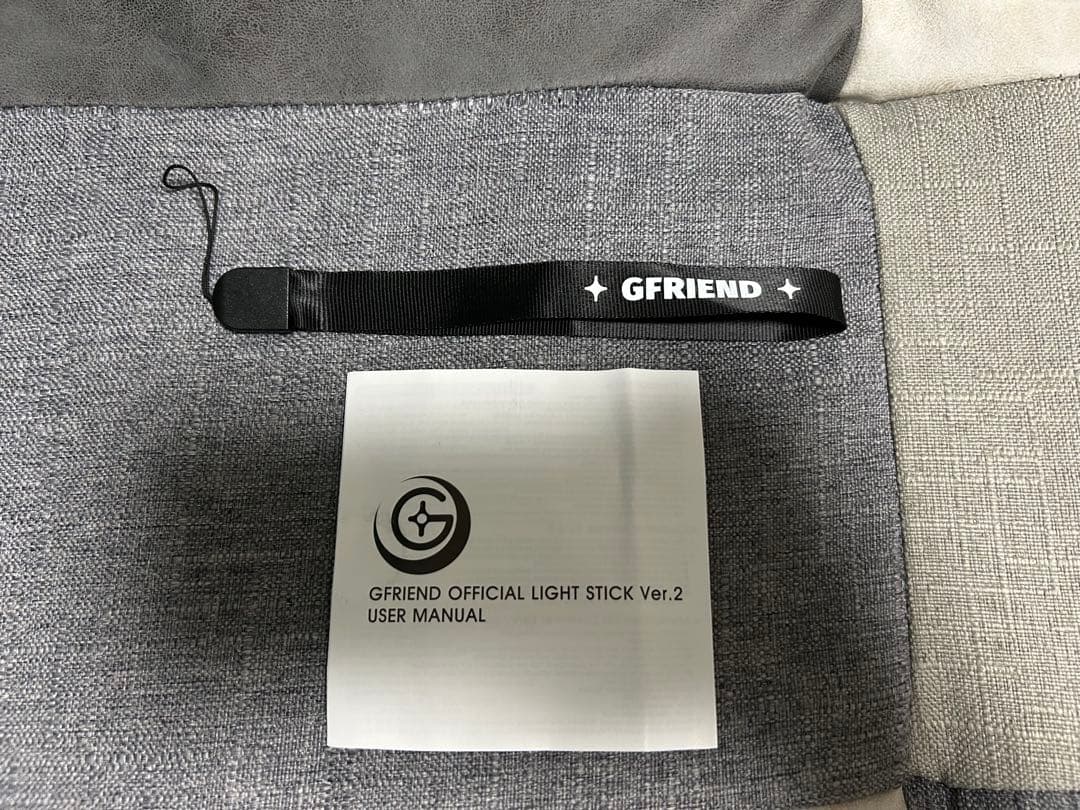 GFRIEND
G
GFRIEND OFFICIAL LIGHT STICK Ver.2
USER MANUAL